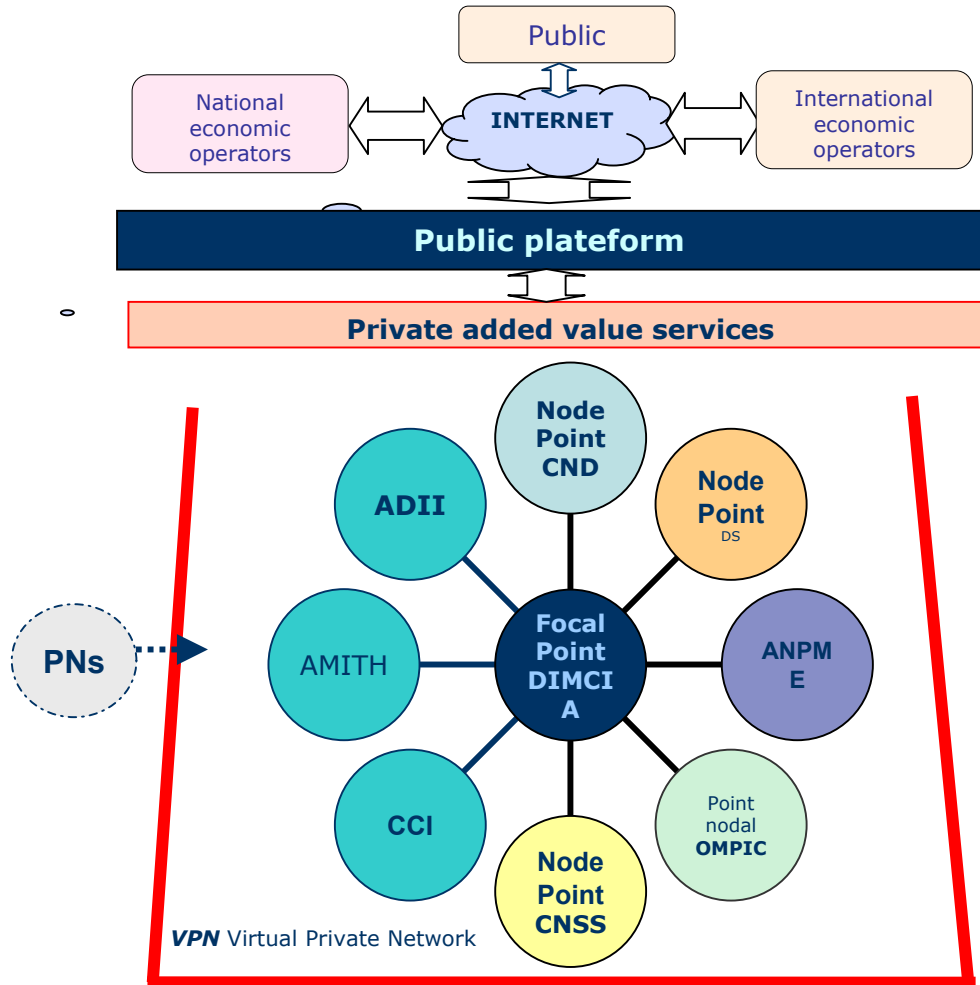 Public
National
economic
operators
INTERNET
International
economic
operators
Public plateform
Private added value services
Node
Point
CND
ADII
Node
Point
DS
PNs
AMITH
Focal
Point
DIMCI
A
ANPM
E
CCI
Point
nodal
OMPIC
Node
Point
CNSS
VPN Virtual Private Network